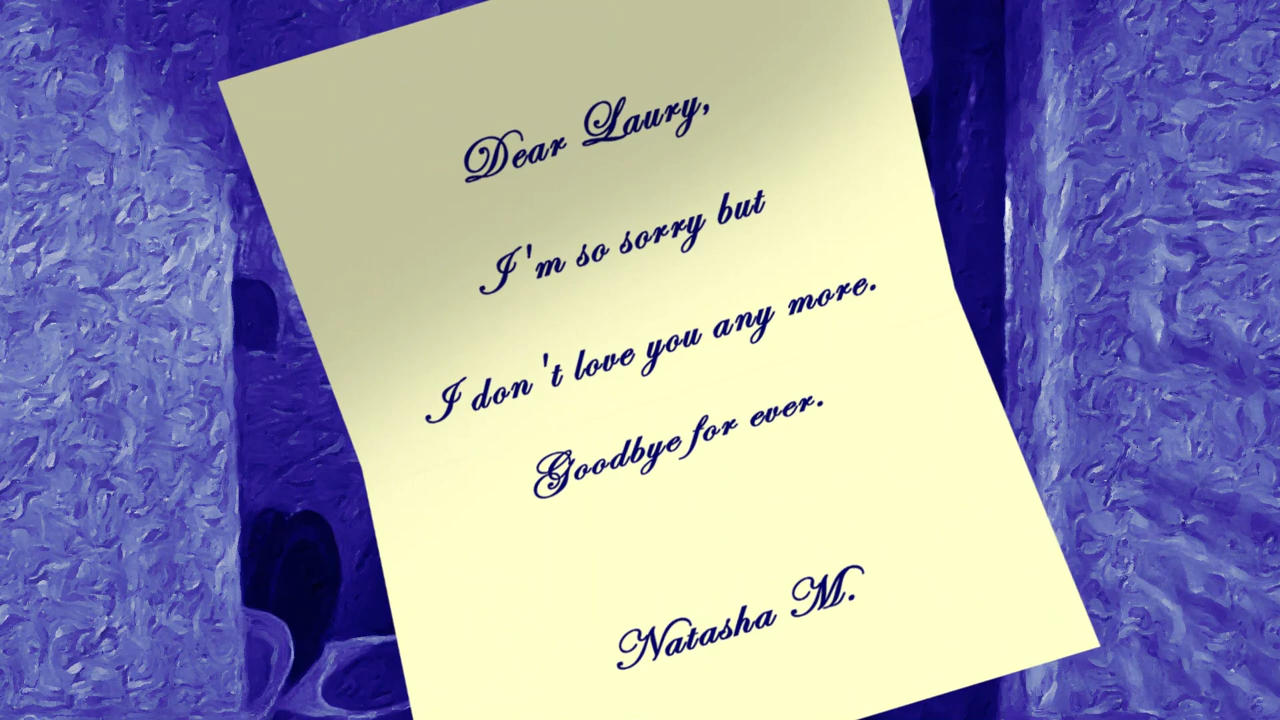 Dear Laury,
I'm so sorry but
I don't love you any more.
Goodbye for ever.
Natasha M.